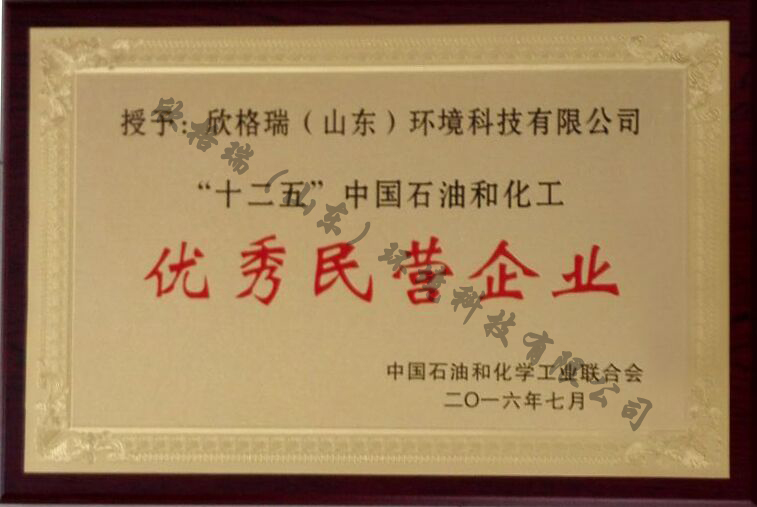 授予：欣格瑞（山东）环境科技有限公司
“十二五”中国石油和化工
优秀民营企业
中国石油和化学工业联合会
二〇一六年七月
欣格瑞（山东）环境科技有限公司